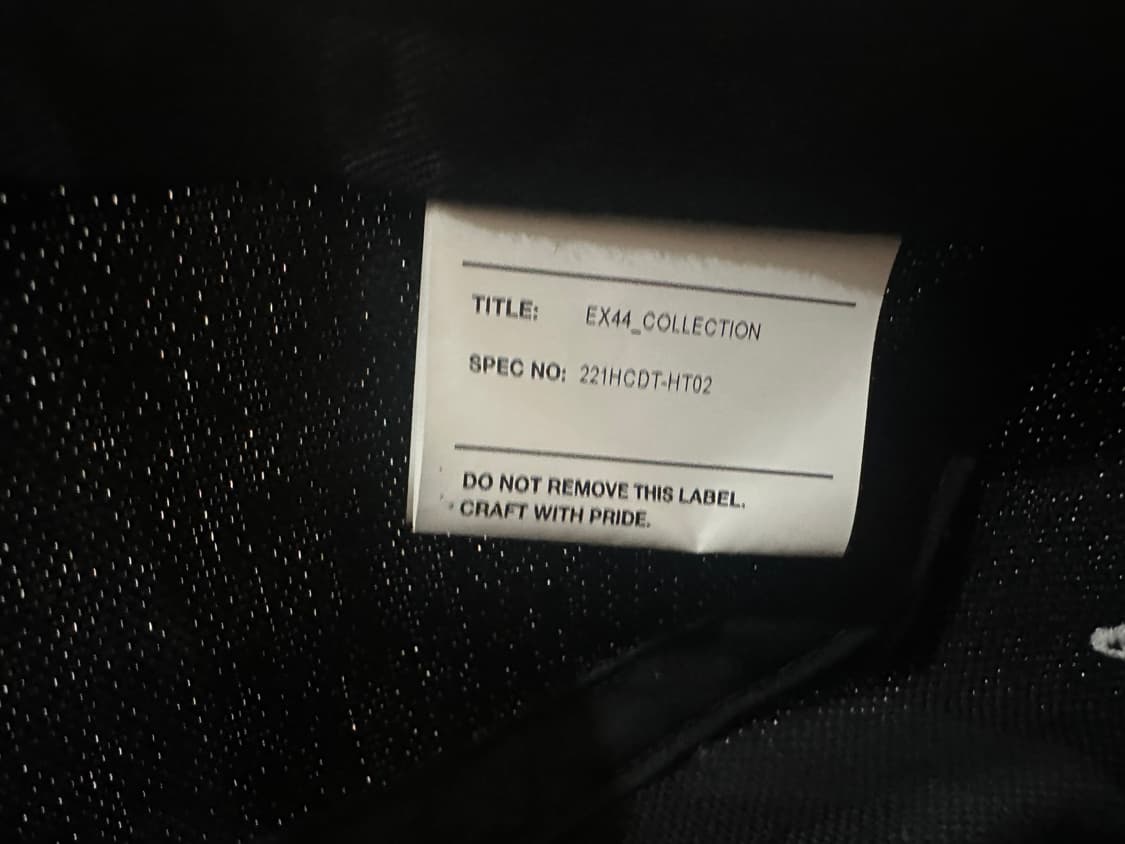 TITLE: EX44_COLLECTION
SPEC NO: 221HCDT-HT02
DO NOT REMOVE THIS LABEL.
CRAFT WITH PRIDE.